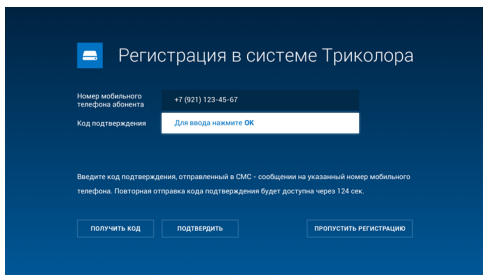 Регистрация в системе Триколора
Номер мобильного
телефона абонента
+7 (921) 123-45-67
Код подтверждения
Для ввода нажмите OK
Введите код подтверждения, отправленный в СМС - сообщении на указанный номер мобильного
телефона. Повторная отправка кода подтверждения будет доступна через 124 сек.
ПОЛУЧИТЬ КОД
ПОДТВЕРДИТЬ
ПРОПУСТИТЬ РЕГИСТРАЦИЮ